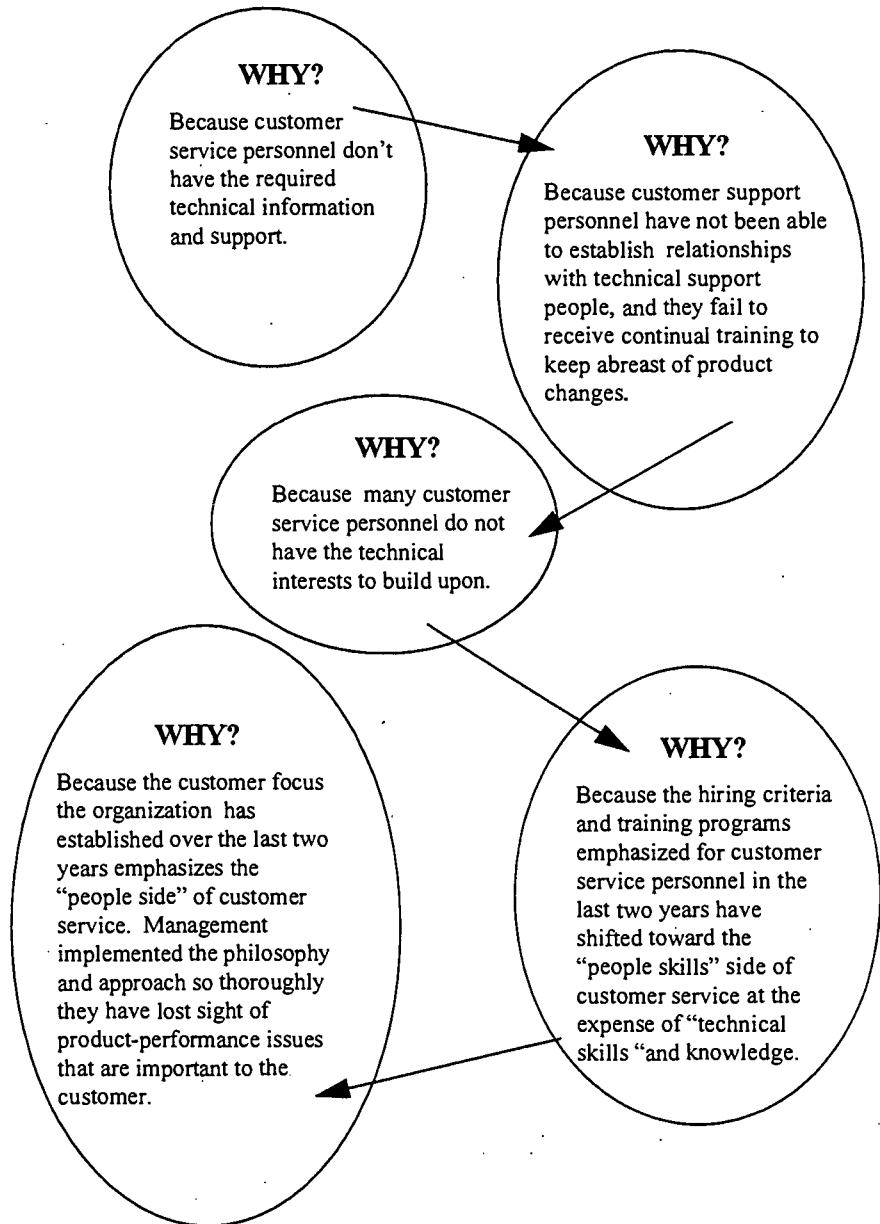 WHY?
Because customer
service personnel don't
have the required
technical information
and support.
WHY?
Because customer support
personnel have not been able
to establish relationships
with technical support
people, and they fail to
receive continual training to
keep abreast of product
changes.
WHY?
Because many customer
service personnel do not
have the technical
interests to build upon.
WHY?
Because the hiring criteria
and training programs
emphasized for customer
service personnel in the
last two years have
shifted toward the
“people skills” side of
customer service at the
expense of “technical
skills “and knowledge.
WHY?
Because the customer focus
the organization has
established over the last two
years emphasizes the
“people side” of customer
service. Management
implemented the philosophy
and approach so thoroughly
they have lost sight of
product-performance issues
that are important to the
customer.